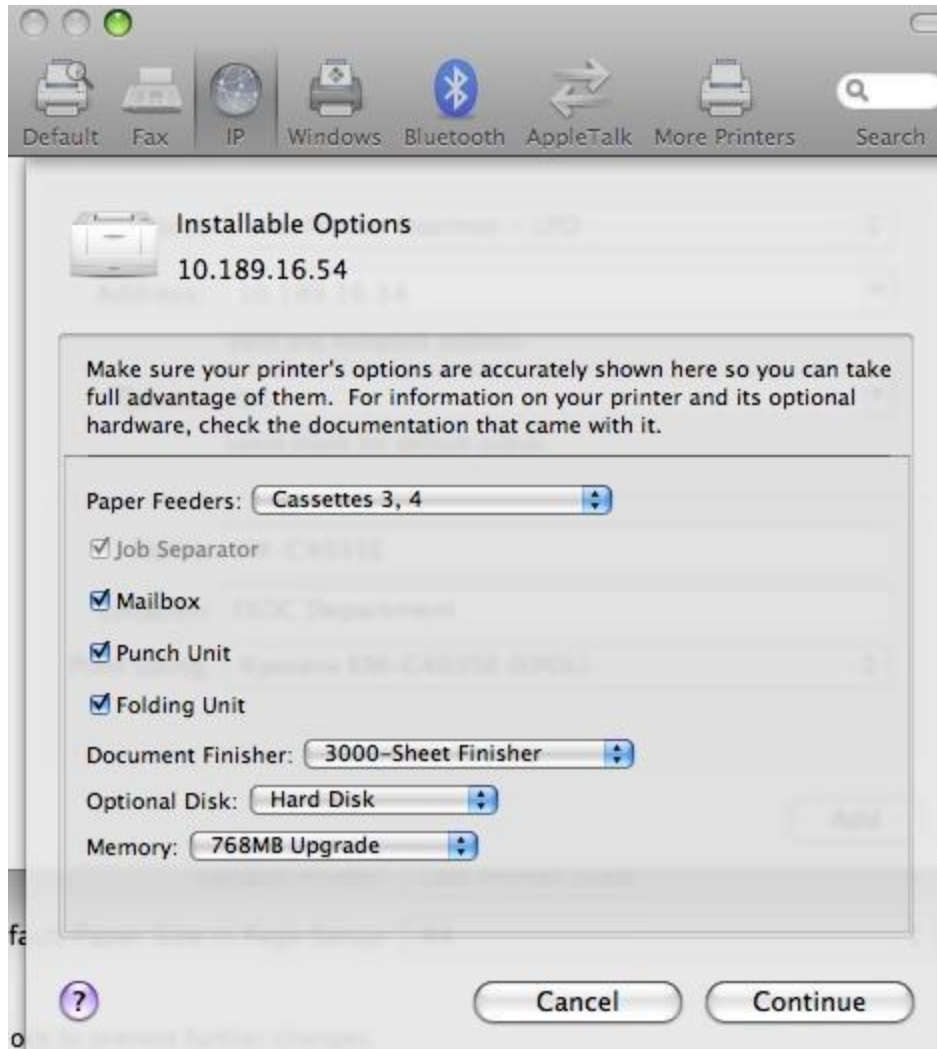 Default Fax IP Windows Bluetooth AppleTalk More Printers Search
Installable Options
10.189.16.54
Make sure your printer's options are accurately shown here so you can take
full advantage of them. For information on your printer and its optional
hardware, check the documentation that came with it.
Paper Feeders: Cassettes 3, 4
Job Separator
Mailbox
Punch Unit
Folding Unit
Document Finisher: 3000-Sheet Finisher
Optional Disk: Hard Disk
Memory: 768MB Upgrade
? Cancel Continue